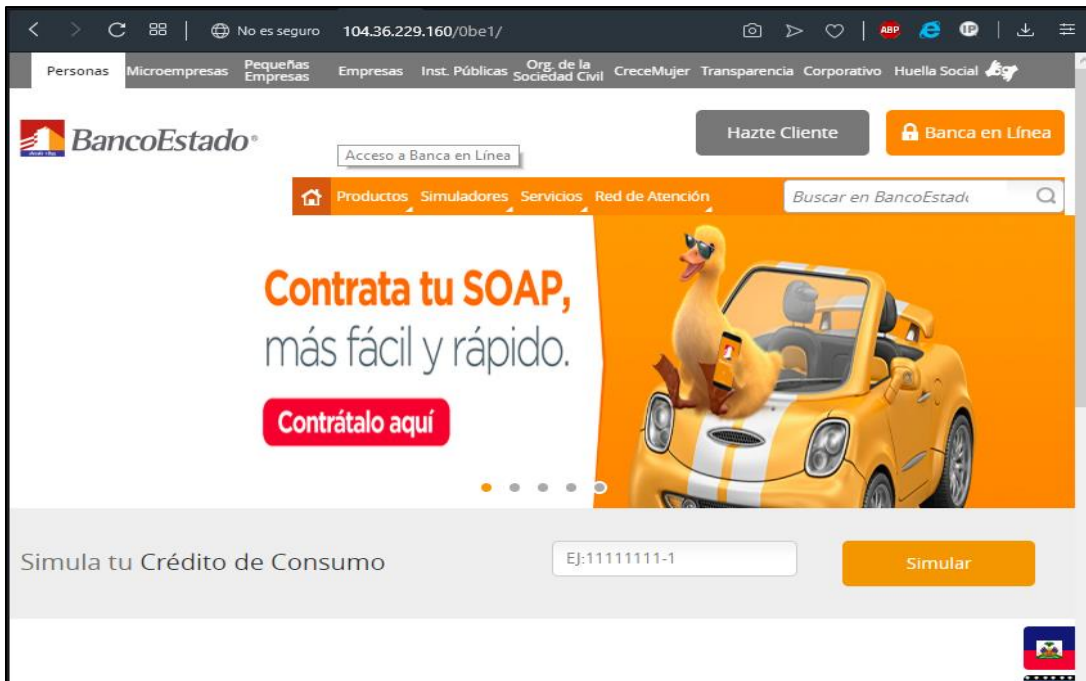 No es seguro 104.36.229.160/0be1/
ABP
IP
Personas Microempresas Pequeñas Empresas Empresas Inst. Públicas Org. de la Sociedad Civil CreceMujer Transparencia Corporativo Huella Social
BancoEstado®
Hazte Cliente
Banca en Línea
Acceso a Banca en Línea
Productos Simuladores Servicios Red de Atención
Buscar en BancoEstad
Contrata tu SOAP,
más fácil y rápido.
Contrátalo aquí
Simula tu Crédito de Consumo
EJ:11111111-1
Simular